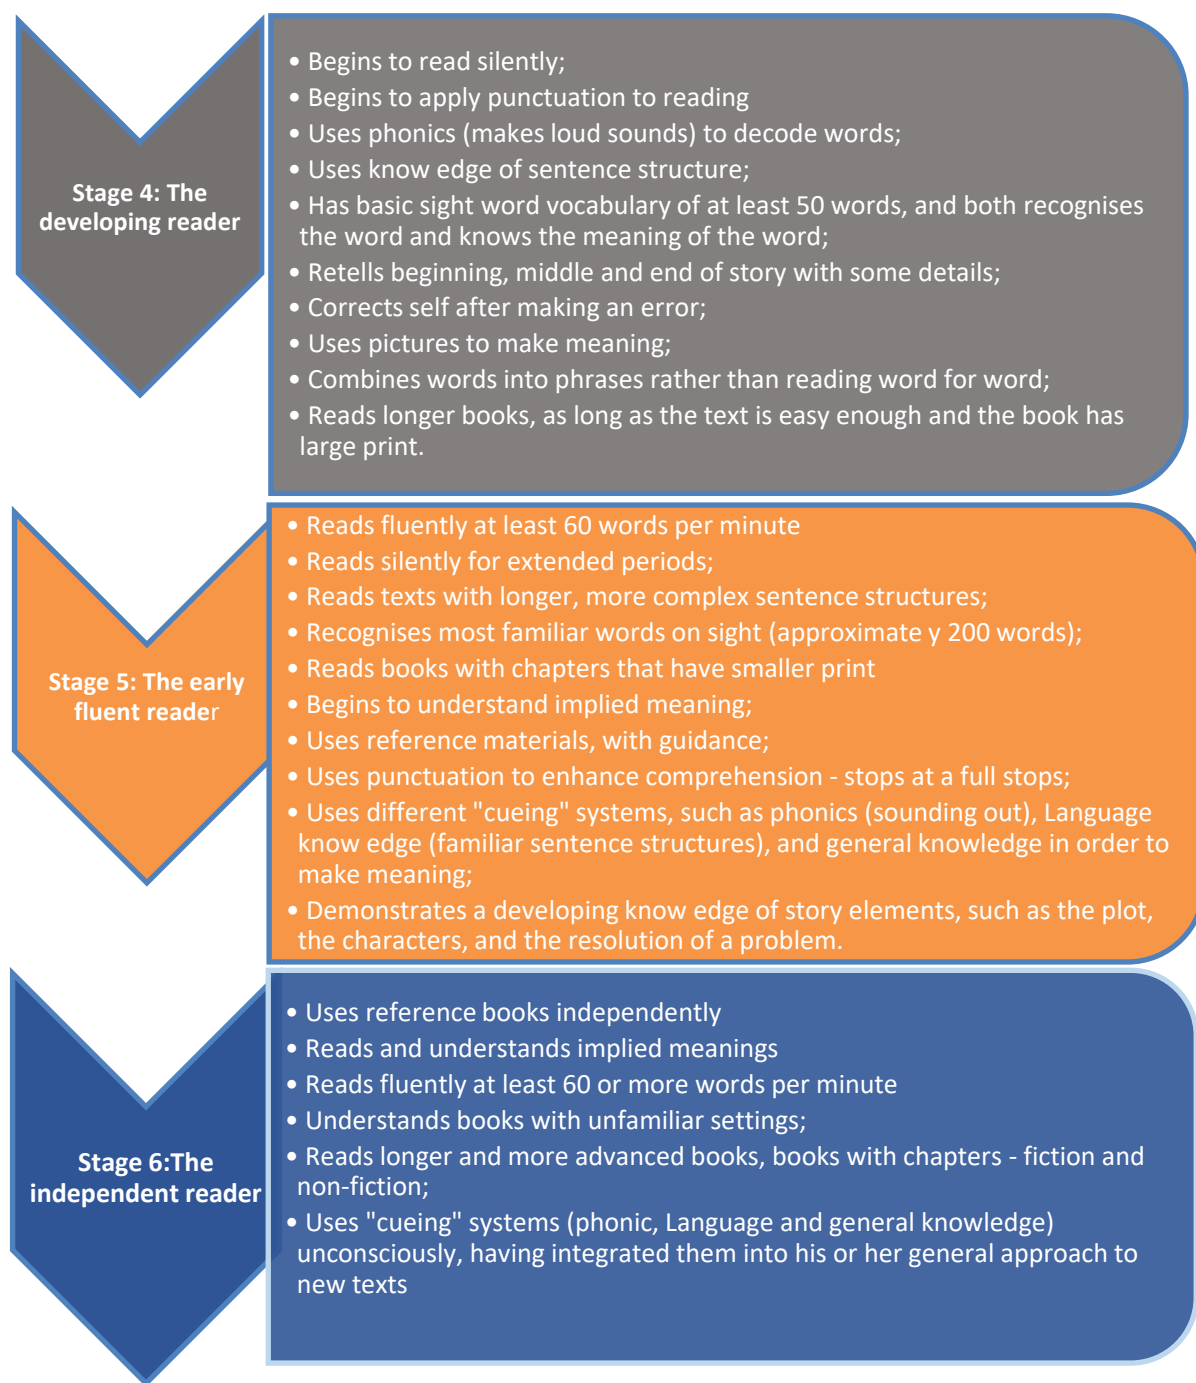 Stage 4: The
developing reader
• Begins to read silently;
• Begins to apply punctuation to reading
• Uses phonics (makes loud sounds) to decode words;
• Uses know edge of sentence structure;
• Has basic sight word vocabulary of at least 50 words, and both recognises
the word and knows the meaning of the word;
• Retells beginning, middle and end of story with some details;
• Corrects self after making an error;
• Uses pictures to make meaning;
• Combines words into phrases rather than reading word for word;
• Reads longer books, as long as the text is easy enough and the book has
large print.
Stage 5: The early
fluent reader
• Reads fluently at least 60 words per minute
• Reads silently for extended periods;
• Reads texts with longer, more complex sentence structures;
• Recognises most familiar words on sight (approximate y 200 words);
• Reads books with chapters that have smaller print
• Begins to understand implied meaning;
• Uses reference materials, with guidance;
• Uses punctuation to enhance comprehension - stops at a full stops;
• Uses different "cueing" systems, such as phonics (sounding out), Language
know edge (familiar sentence structures), and general knowledge in order to
make meaning;
• Demonstrates a developing know edge of story elements, such as the plot,
the characters, and the resolution of a problem.
Stage 6:The
independent reader
• Uses reference books independently
• Reads and understands implied meanings
• Reads fluently at least 60 or more words per minute
• Understands books with unfamiliar settings;
• Reads longer and more advanced books, books with chapters - fiction and
non-fiction;
• Uses "cueing" systems (phonic, Language and general knowledge)
unconsciously, having integrated them into his or her general approach to
new texts